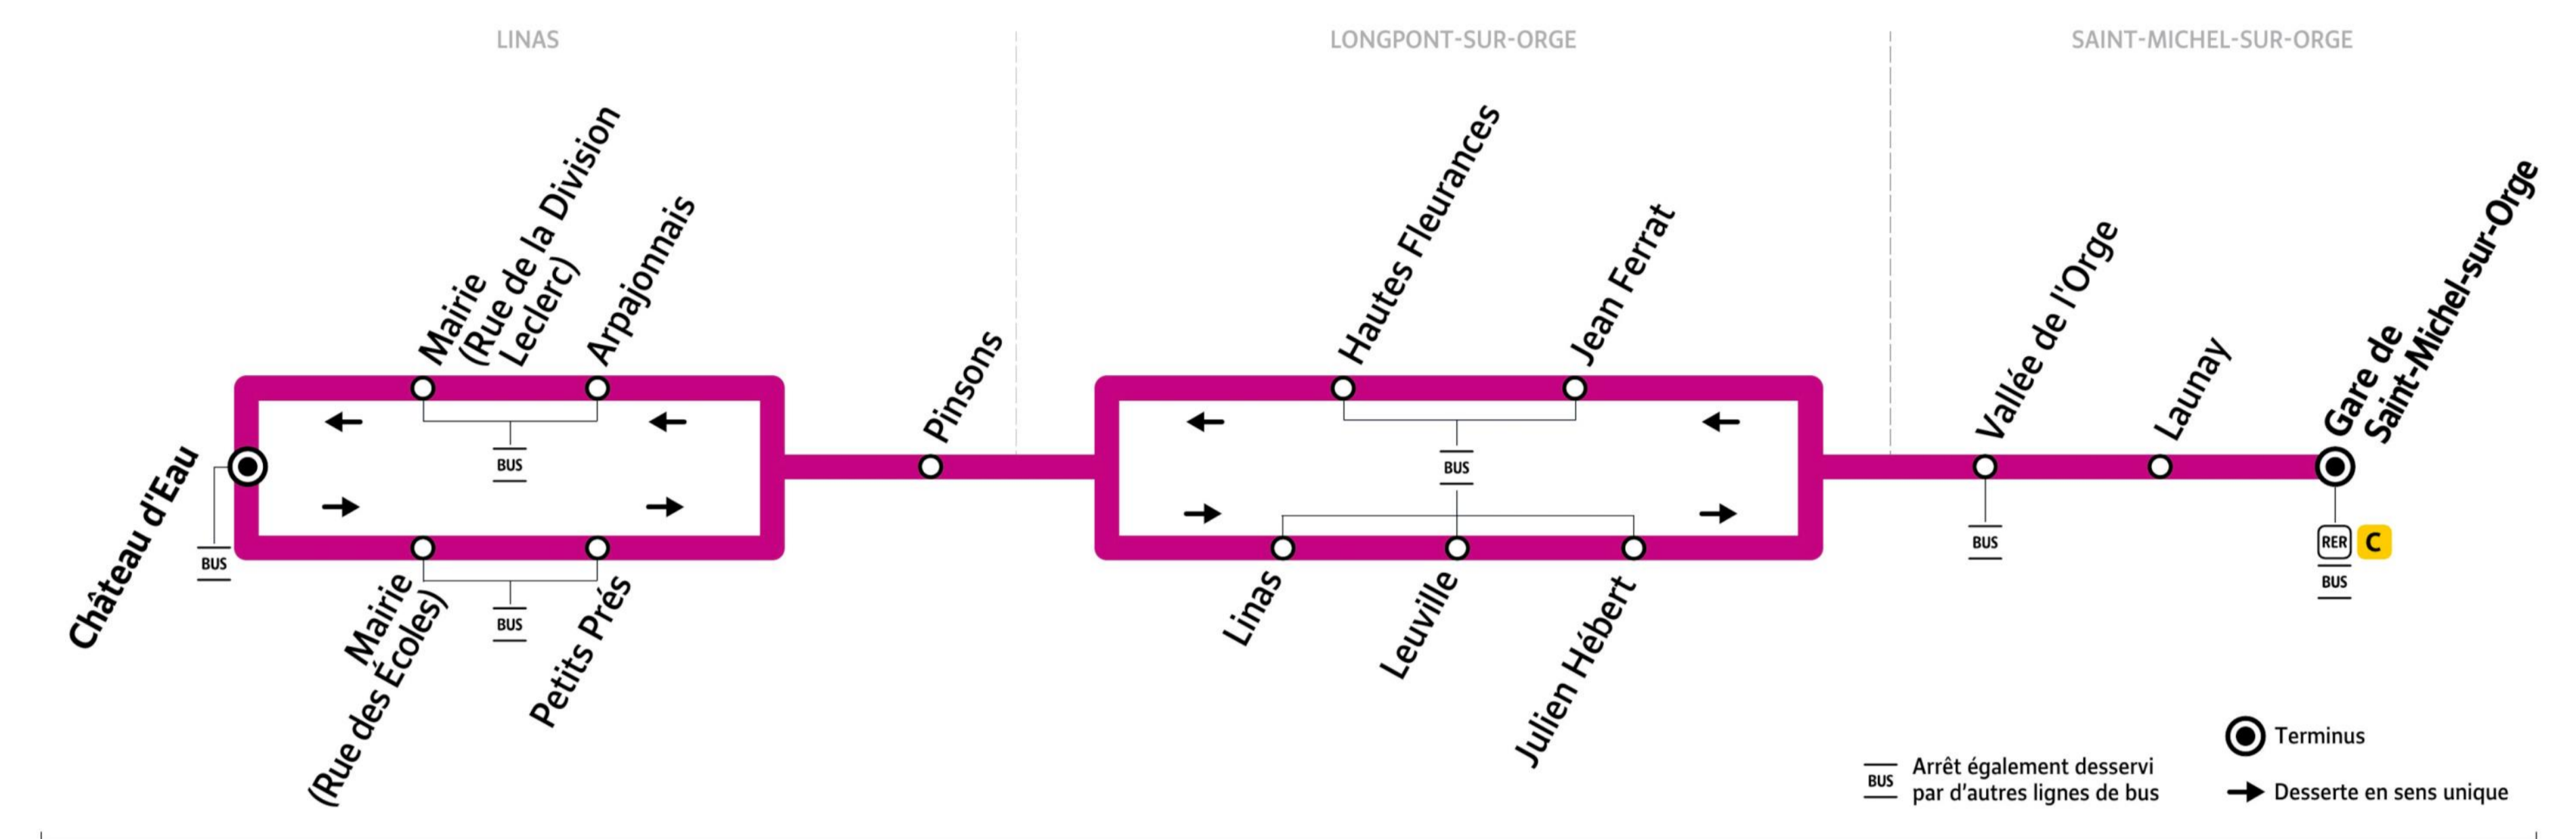 LINAS
LONGPONT-SUR-ORGE
SAINT-MICHEL-SUR-ORGE
Mairie
(Rue de la Division
Leclerc)
Arpajonnais
Pinsons
Hautes Fleurances
Jean Ferrat
Vallée de l'Orge
Launay
Gare de
Saint-Michel-sur-Orge
BUS
BUS
Château d'Eau
BUS
BUS
RER C
BUS
Mairie
(Rue des Écoles)
BUS
Petits Prés
Linas
Leuville
Julien Hébert
BUS
Arrêt également desservi
par d'autres lignes de bus
Terminus
Desserte en sens unique